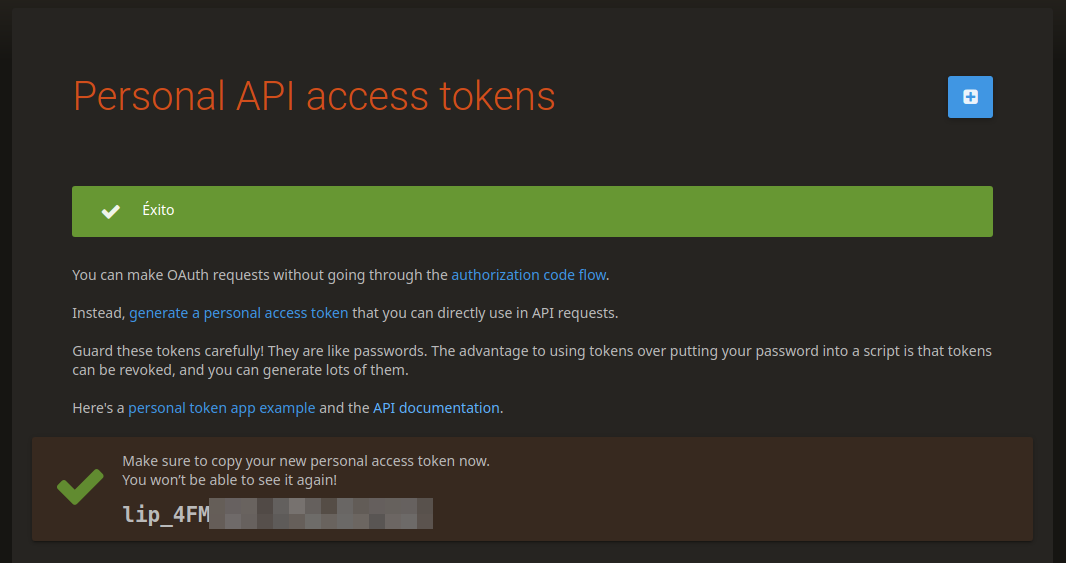 Personal API access tokens
Éxito
You can make OAuth requests without going through the authorization code flow.
Instead, generate a personal access token that you can directly use in API requests.
Guard these tokens carefully! They are like passwords. The advantage to using tokens over putting your password into a script is that tokens
can be revoked, and you can generate lots of them.
Here's a personal token app example and the API documentation.
Make sure to copy your new personal access token now.
You won’t be able to see it again!
lip_4FM